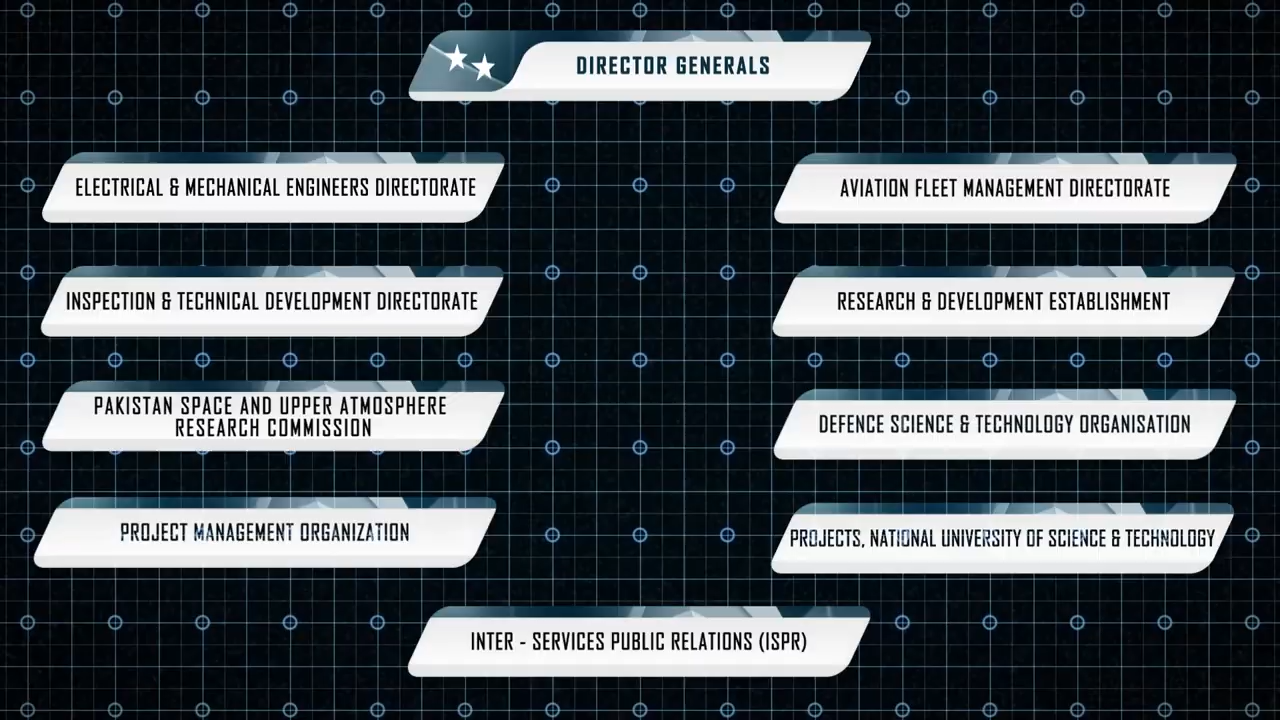 DIRECTOR GENERALS
ELECTRICAL & MECHANICAL ENGINEERS DIRECTORATE
AVIATION FLEET MANAGEMENT DIRECTORATE
INSPECTION & TECHNICAL DEVELOPMENT DIRECTORATE
RESEARCH & DEVELOPMENT ESTABLISHMENT
PAKISTAN SPACE AND UPPER ATMOSPHERE
RESEARCH COMMISSION
DEFENCE SCIENCE & TECHNOLOGY ORGANISATION
PROJECT MANAGEMENT ORGANIZATION
PROJECTS, NATIONAL UNIVERSITY OF SCIENCE & TECHNOLOGY
INTER - SERVICES PUBLIC RELATIONS (ISPR)